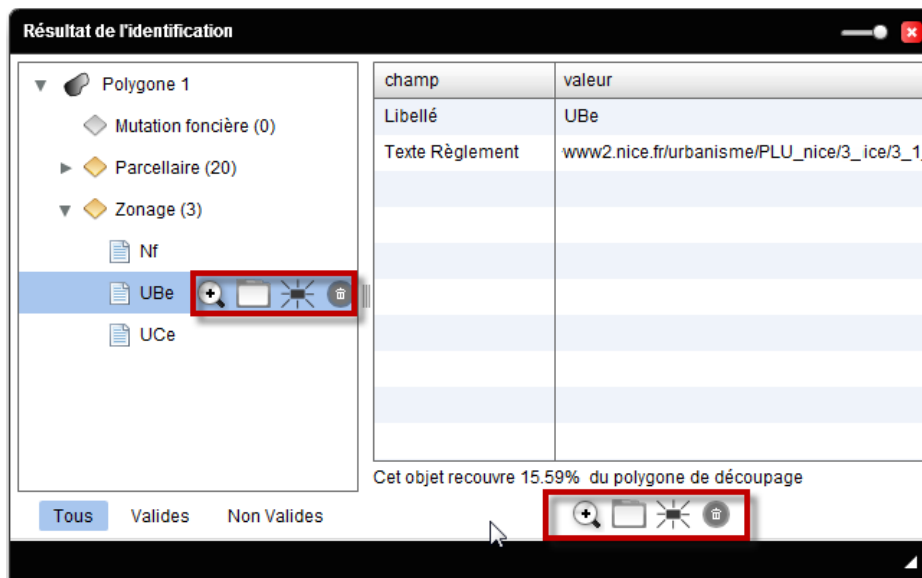 Résultat de l'identification
Polygone 1
Mutation foncière (0)
Parcellaire (20)
Zonage (3)
Nf
UBe
UCe
champ valeur
Libellé UBe
Texte Règlement www2.nice.fr/urbanisme/PLU_nice/3_ice/3_1_
Cet objet recouvre 15.59% du polygone de découpage
Tous Valides Non Valides